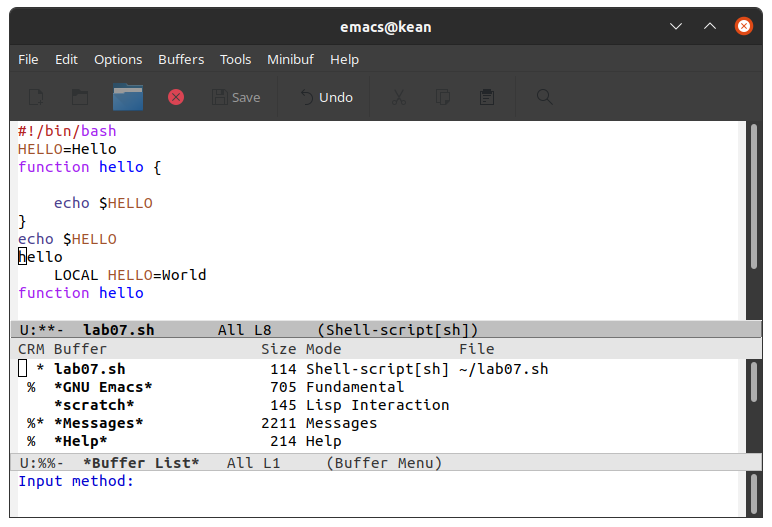 emacs@kean
File Edit Options Buffers Tools Minibuf Help
Save Undo
#!/bin/bash
HELLO=Hello
function hello {
echo $HELLO
}
echo $HELLO
hello
LOCAL HELLO=World
function hello
U:**- lab07.sh All L8 (Shell-script[sh])
CRM Buffer Size Mode File
* lab07.sh 114 Shell-script[sh] ~/lab07.sh
% *GNU Emacs* 705 Fundamental
*scratch* 145 Lisp Interaction
%* *Messages* 2211 Messages
% *Help* 214 Help
U:%%- *Buffer List* All L1 (Buffer Menu)
Input method: